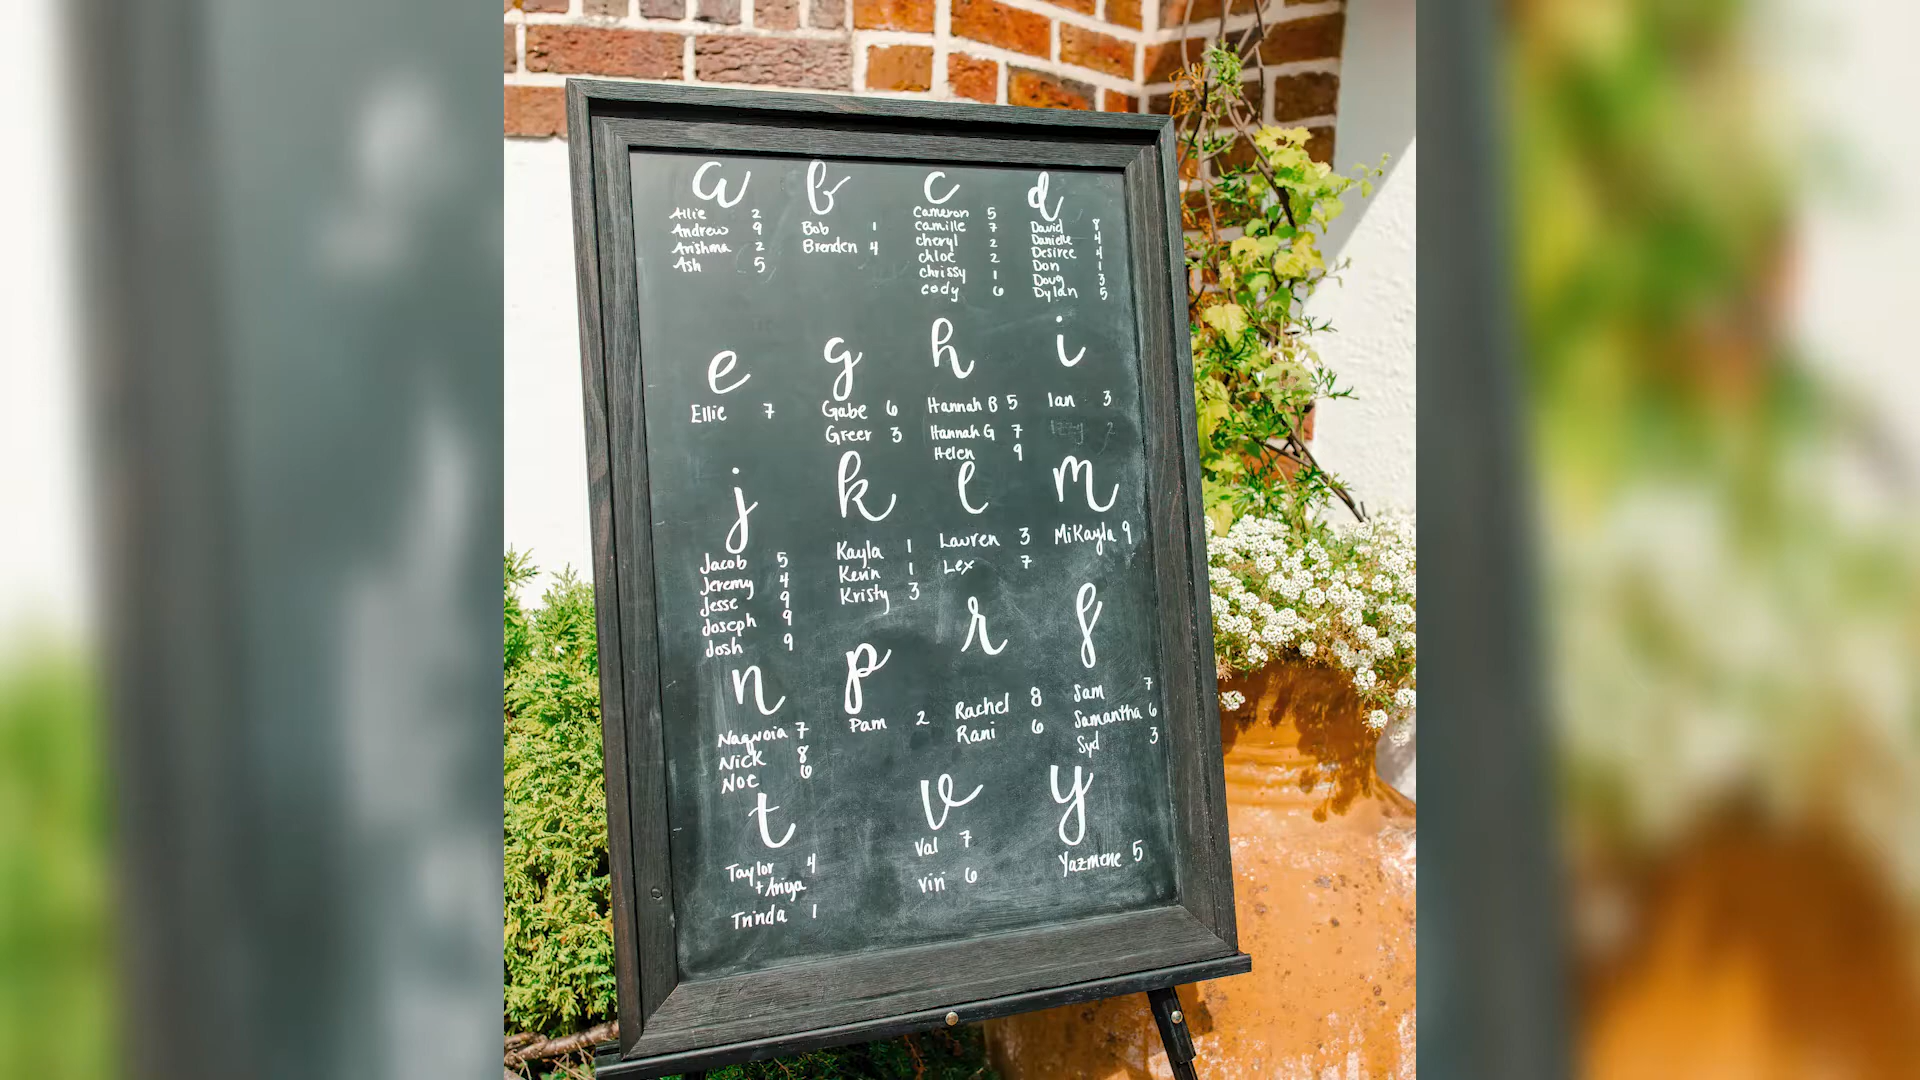 a
Allie 2
Andrew 9
Arishma 2
Ash 5
b
Bob 1
Brenden 4
c
Cameron 5
Camille 7
Cheryl 2
Chloe 2
Chrissy 1
Cody 6
d
David 8
Danielle 4
Desiree 4
Don 1
Doug 3
Dylan 5
e
Ellie 7
g
Gabe 6
Greer 3
h
Hannah B 5
Hannah G 7
Helen 9
i
Ian 3
Izzy 2
j
Jacob 5
Jeremy 4
Jesse 9
Joseph 9
Josh 9
k
Kayla 1
Kevin 1
Kristy 3
l
Lauren 3
Lex 7
m
MiKayla 9
n
Naquoia 7
Nick 8
Noe 6
p
Pam 2
r
Rachel 8
Rani 6
s
Sam 7
Samantha 6
Syd 3
t
Taylor 4
+ Aniya
Trinda 1
v
Val 7
Vin 6
y
Yazmene 5